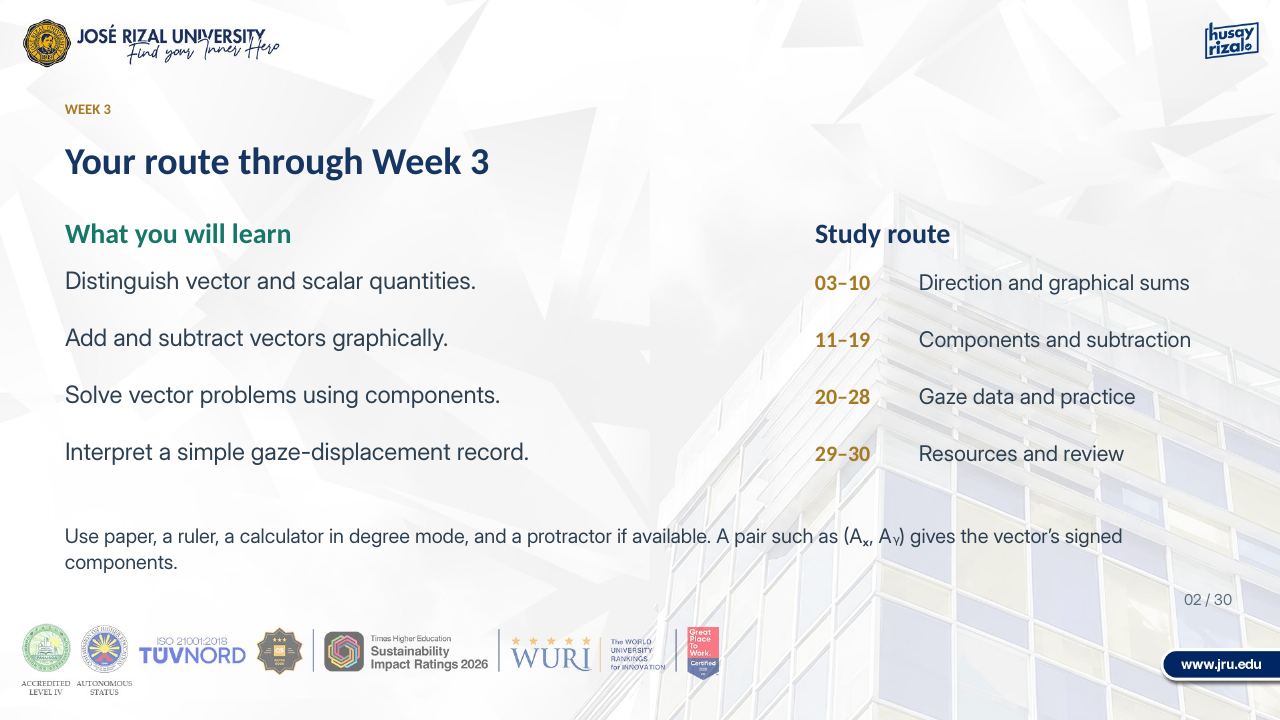 JOSÉ RIZAL UNIVERSITY
Find your Inner Hero
husay
rizal
WEEK 3
Your route through Week 3
What you will learn
Distinguish vector and scalar quantities.
Add and subtract vectors graphically.
Solve vector problems using components.
Interpret a simple gaze-displacement record.
Study route
03–10 Direction and graphical sums
11–19 Components and subtraction
20–28 Gaze data and practice
29–30 Resources and review
Use paper, a ruler, a calculator in degree mode, and a protractor if available. A pair such as (Aₓ, Aᵧ) gives the vector’s signed
components.
02 / 30
ACCREDITED
LEVEL IV
AUTONOMOUS
STATUS
ISO 21001:2018
TÜVNORD
Times Higher Education
Sustainability
Impact Ratings 2026
WURI
The WORLD
UNIVERSITY
RANKINGS
for INNOVATION
Great
Place
To
Work.
Certified
www.jru.edu